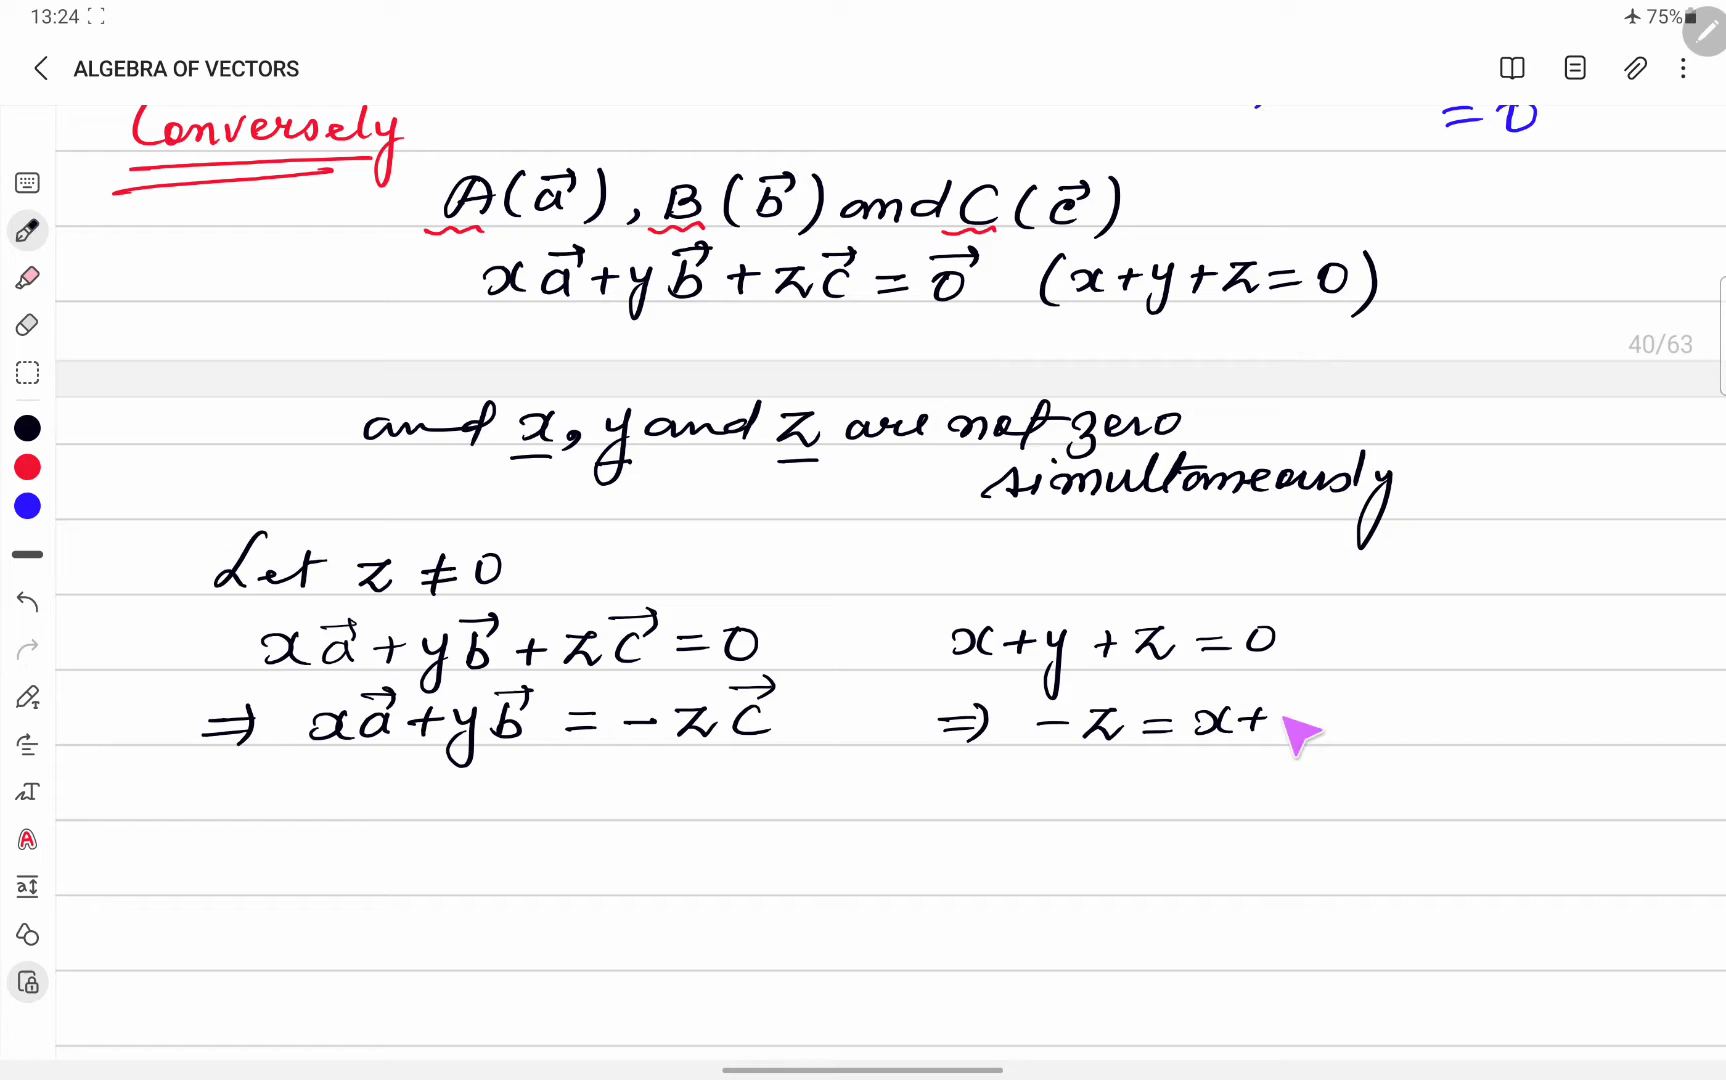 13:24
75%
ALGEBRA OF VECTORS
= 0
Conversely
A(a⃗), B(b⃗) and C(c⃗)
xa⃗ + yb⃗ + zc⃗ = 0⃗ (x+y+z=0)
40/63
and x, y and z are not zero
simultaneously
Let z ≠ 0
xa⃗ + yb⃗ + zc⃗ = 0 x+y+z=0
⇒ xa⃗ + yb⃗ = -zc⃗ ⇒ -z = x+